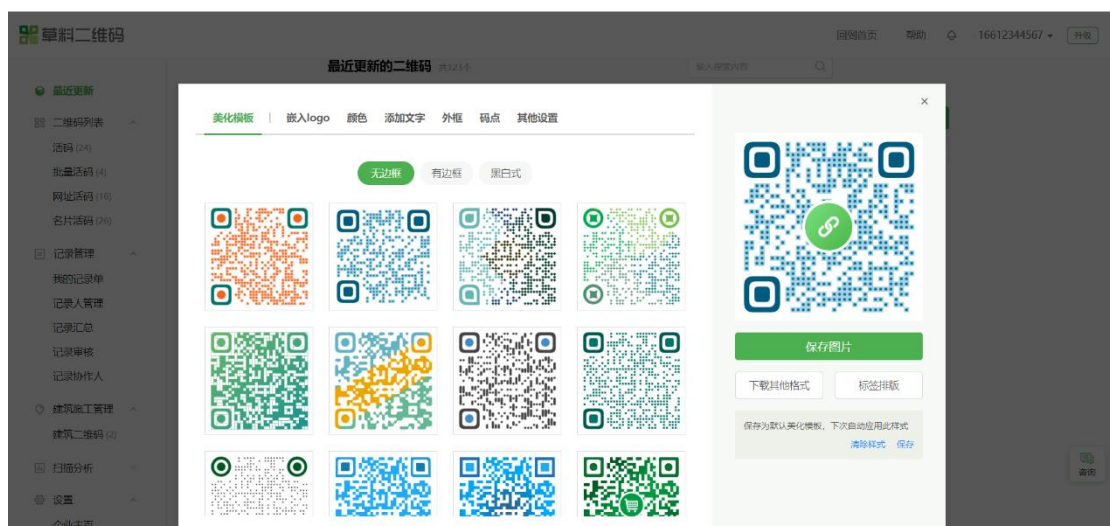 草料二维码
回到首页 帮助 16612344567 升级
最近更新的二维码 共123个
输入搜索内容
最近更新
二维码列表
活码 (24)
批量活码 (4)
网址活码 (16)
名片活码 (26)
记录管理
我的记录单
记录人管理
记录汇总
记录审核
记录协作人
建筑施工管理
建筑二维码 (2)
扫描分析
设置
企业主页
美化模板 | 嵌入logo 颜色 添加文字 外框 码点 其他设置
×
无边框 有边框 黑白式
保存图片
下载其他格式 标签排版
保存为默认美化模板,下次自动应用此样式
清除样式 保存
咨询